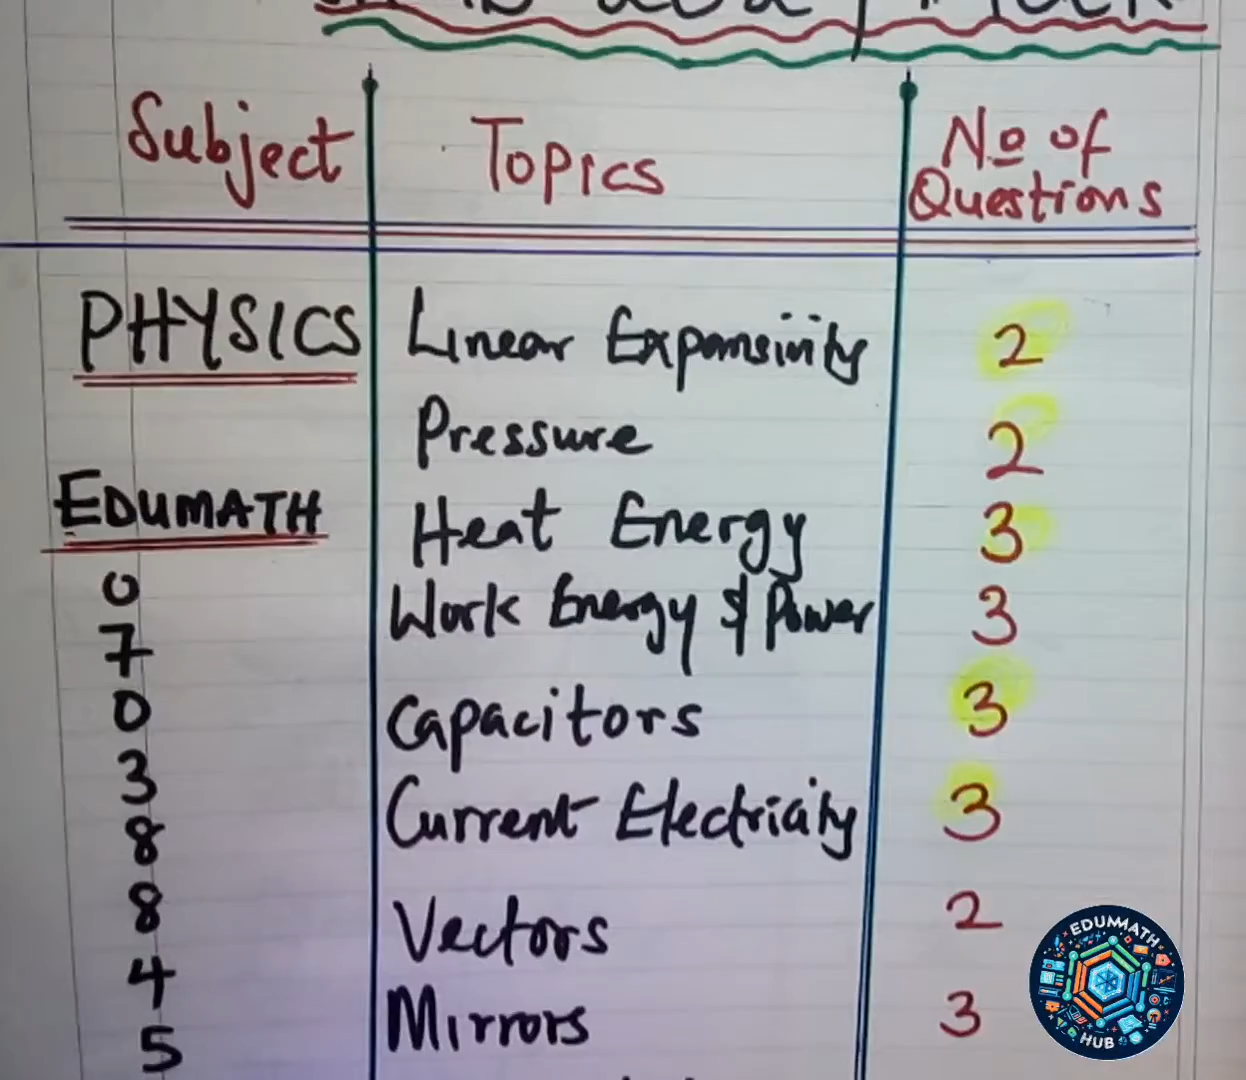 Subject Topics No of
Questions
PHYSICS Linear Expansivity 2
Pressure 2
EDUMATH Heat Energy 3
0 Work Energy & Power 3
7
0 Capacitors 3
3
8 Current Electricity 3
8 Vectors 2
4
5 Mirrors 3
EDUMMATH
HUB